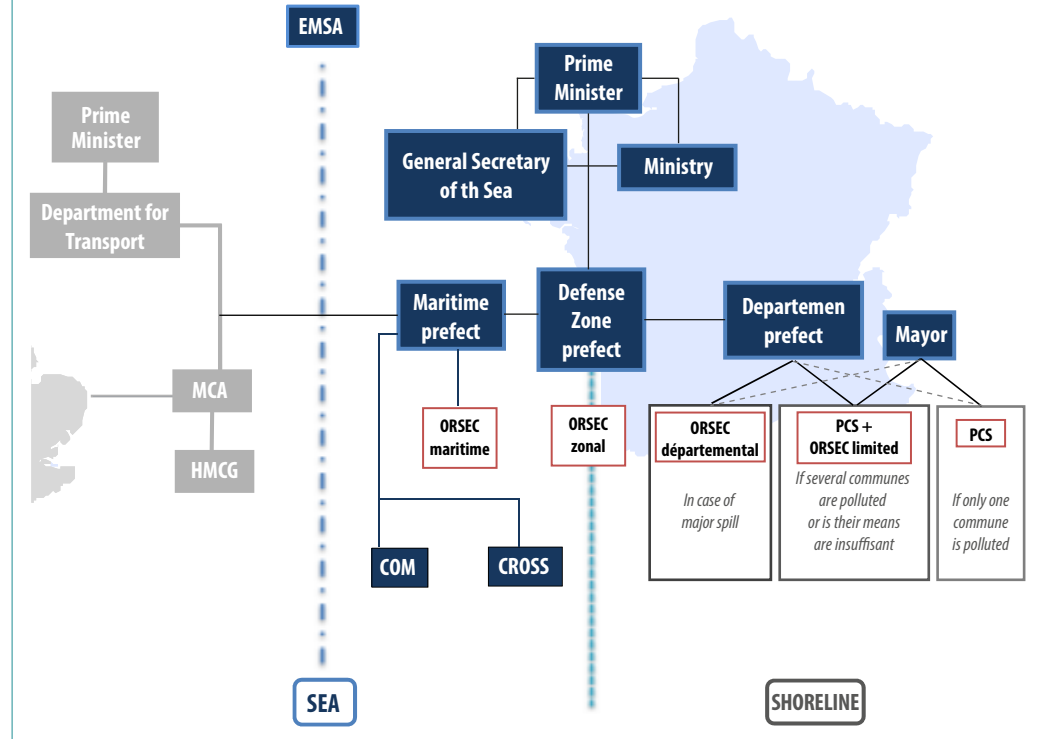 EMSA
Prime
Minister
Department for
Transport
MCA
HMCG
Prime
Minister
General Secretary
of th Sea
Ministry
Maritime
prefect
Defense
Zone
prefect
Departemen
prefect
Mayor
ORSEC
maritime
ORSEC
zonal
ORSEC
départemental
In case of
major spill
PCS +
ORSEC limited
If several communes
are polluted
or is their means
are insuffisant
PCS
If only one
commune
is polluted
COM
CROSS
SEA
SHORELINE